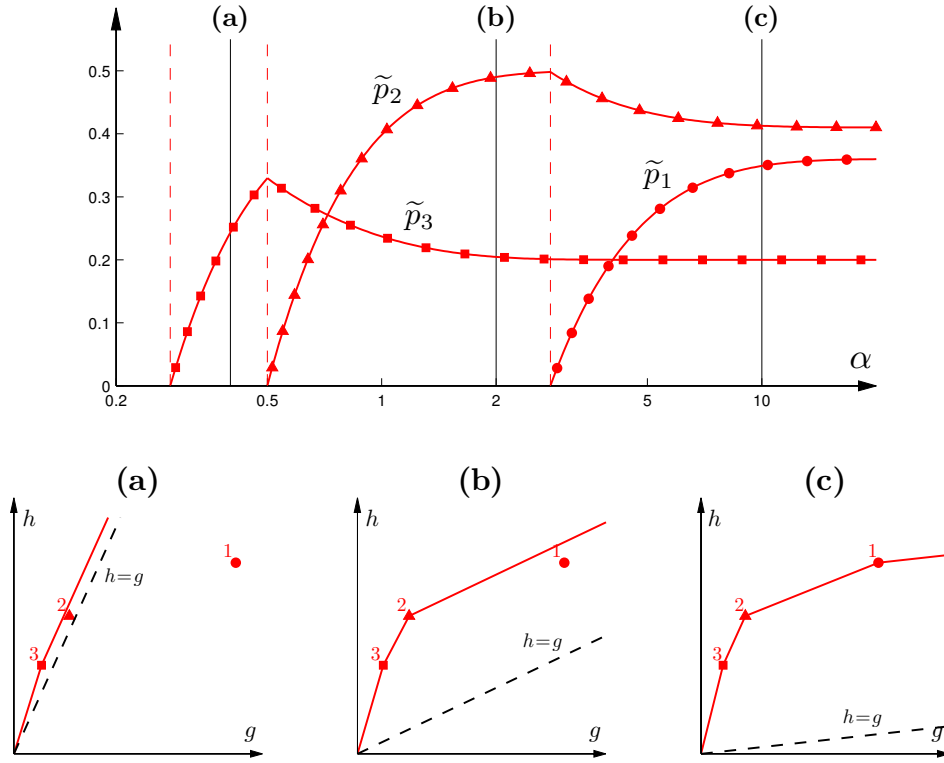 (a) (b) (c)
0.5
0.4
0.3
0.2
0.1
0
p̃₂
p̃₁
p̃₃
α
0.2 0.5 1 2 5 10
(a) (b) (c)
h h h
1 1 1
h=g
2 2 2
3 3 3
h=g
h=g
g g g